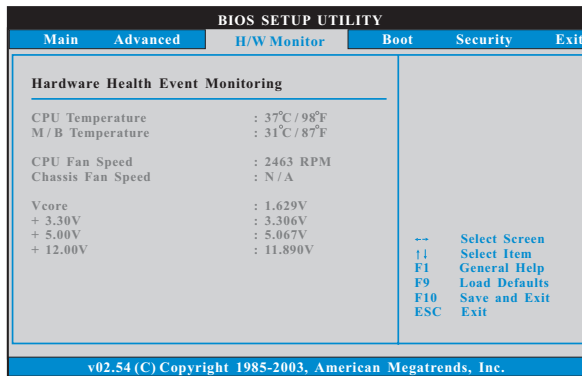 BIOS SETUP UTILITY
Main Advanced H/W Monitor Boot Security Exit
Hardware Health Event Monitoring
CPU Temperature : 37°C / 98°F
M / B Temperature : 31°C / 87°F
CPU Fan Speed : 2463 RPM
Chassis Fan Speed : N / A
Vcore : 1.629V
+ 3.30V : 3.306V
+ 5.00V : 5.067V
+ 12.00V : 11.890V
←→ Select Screen
↑↓ Select Item
F1 General Help
F9 Load Defaults
F10 Save and Exit
ESC Exit
v02.54 (C) Copyright 1985-2003, American Megatrends, Inc.